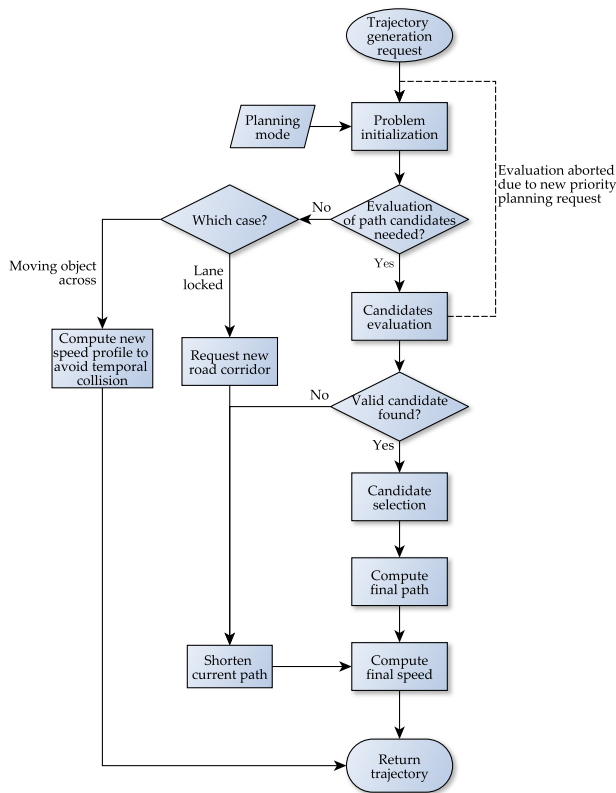 Trajectory
generation
request
Planning
mode
Problem
initialization
Evaluation aborted
due to new priority
planning request
Which case?
No
Evaluation
of path candidates
needed?
Moving object
across
Lane
locked
Yes
Candidates
evaluation
Compute new
speed profile to
avoid temporal
collision
Request new
road corridor
No
Valid candidate
found?
Yes
Candidate
selection
Compute
final path
Shorten
current path
Compute
final speed
Return
trajectory